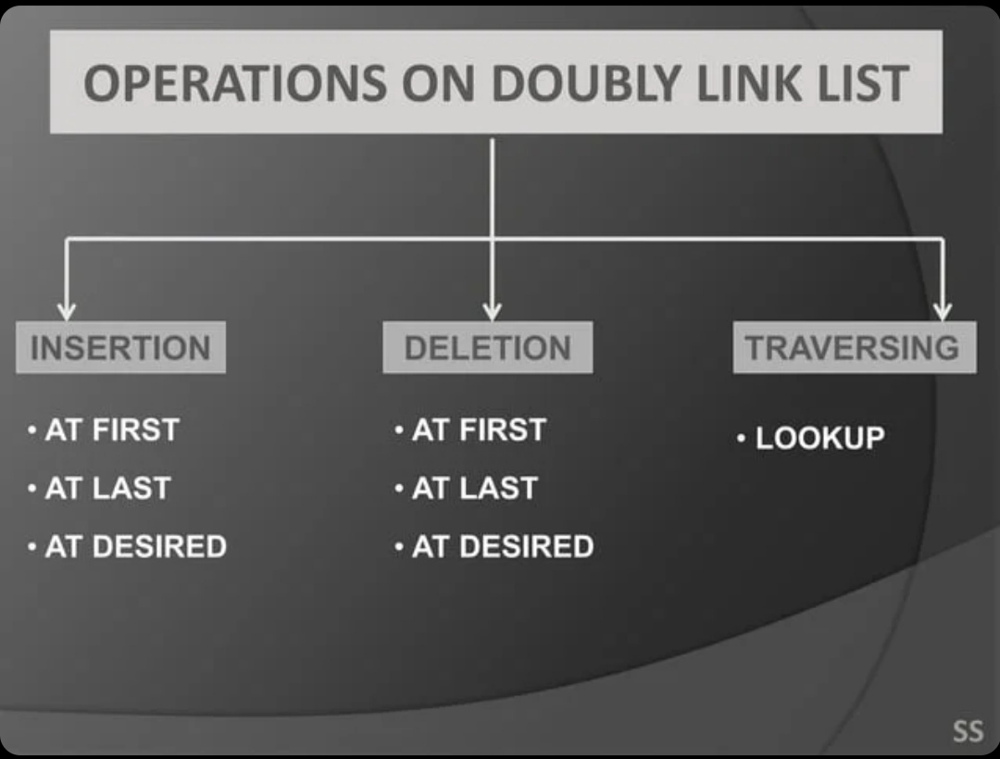 OPERATIONS ON DOUBLY LINK LIST
INSERTION
• AT FIRST
• AT LAST
• AT DESIRED
DELETION
• AT FIRST
• AT LAST
• AT DESIRED
TRAVERSING
• LOOKUP
SS